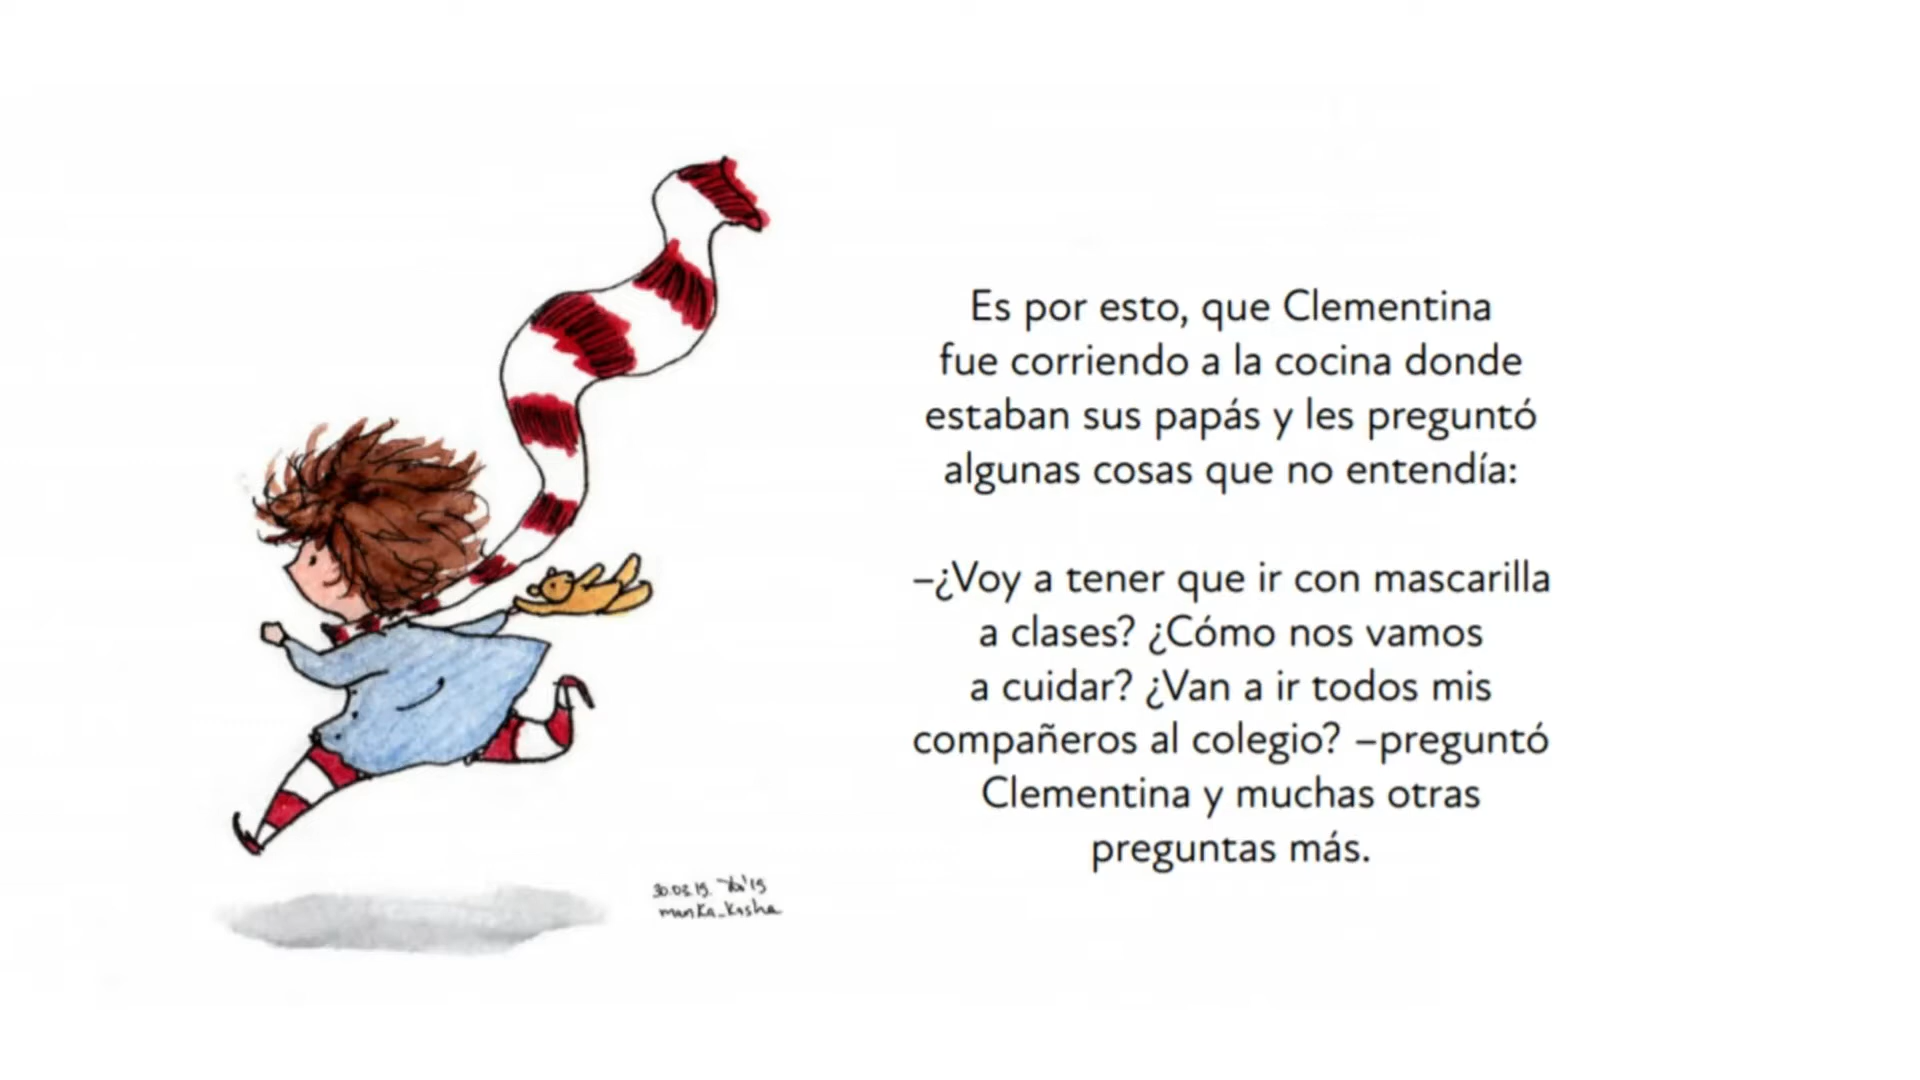 Es por esto, que Clementina
fue corriendo a la cocina donde
estaban sus papás y les preguntó
algunas cosas que no entendía:
–¿Voy a tener que ir con mascarilla
a clases? ¿Cómo nos vamos
a cuidar? ¿Van a ir todos mis
compañeros al colegio? –preguntó
Clementina y muchas otras
preguntas más.
manka_kasha